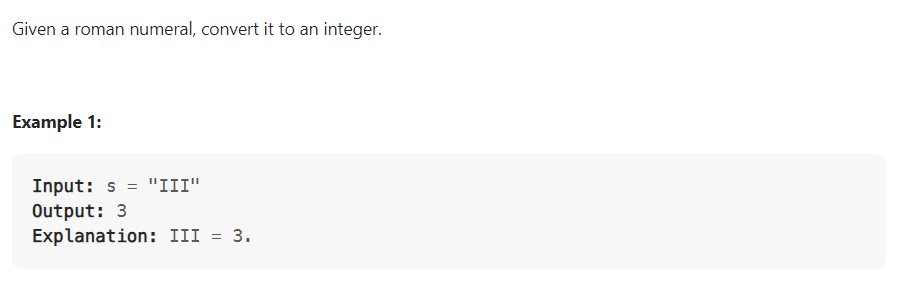 Given a roman numeral, convert it to an integer.
Example 1:
Input: s = "III"
Output: 3
Explanation: III = 3.